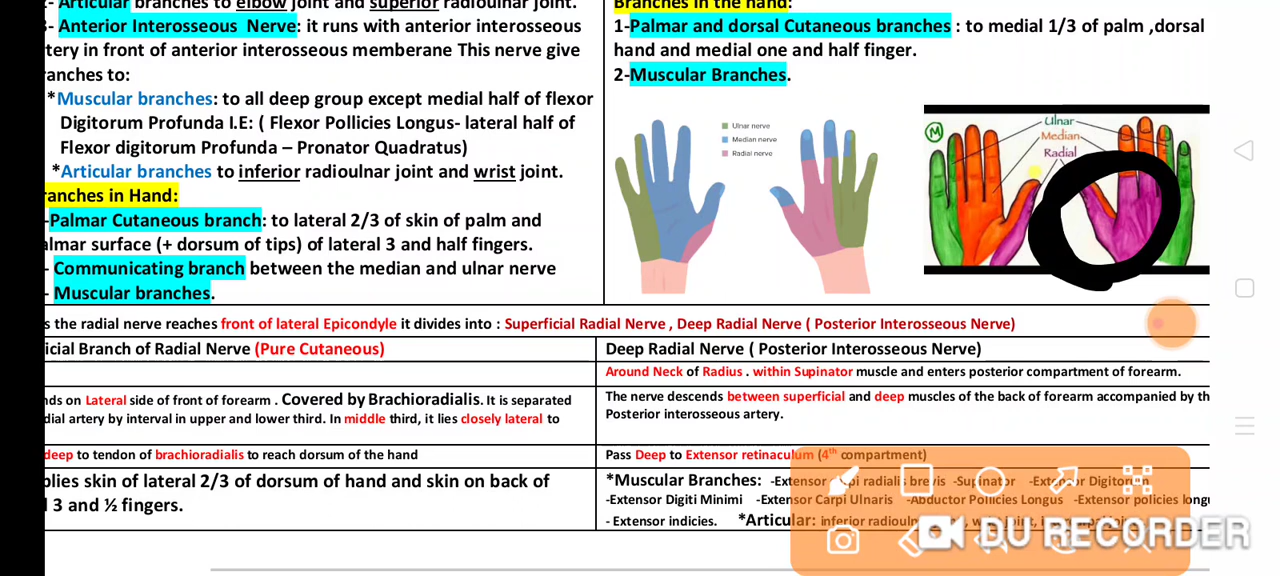 Articular branches to elbow joint and superior radioulnar joint.
Anterior Interosseous Nerve: it runs with anterior interosseous
tery in front of anterior interosseous memberane This nerve give
ranches to:
*Muscular branches: to all deep group except medial half of flexor
Digitorum Profunda I.E: ( Flexor Pollicies Longus- lateral half of
Flexor digitorum Profunda – Pronator Quadratus)
*Articular branches to inferior radioulnar joint and wrist joint.
ranches in Hand:
-Palmar Cutaneous branch: to lateral 2/3 of skin of palm and
almar surface (+ dorsum of tips) of lateral 3 and half fingers.
- Communicating branch between the median and ulnar nerve
- Muscular branches.
Branches in the hand:
1-Palmar and dorsal Cutaneous branches : to medial 1/3 of palm ,dorsal
hand and medial one and half finger.
2-Muscular Branches.
Ulnar nerve
Median nerve
Radial nerve
M
Ulnar
Median
Radial
s the radial nerve reaches front of lateral Epicondyle it divides into : Superficial Radial Nerve , Deep Radial Nerve ( Posterior Interosseous Nerve)
icial Branch of Radial Nerve (Pure Cutaneous)
nds on Lateral side of front of forearm . Covered by Brachioradialis. It is separated
dial artery by interval in upper and lower third. In middle third, it lies closely lateral to
deep to tendon of brachioradialis to reach dorsum of the hand
plies skin of lateral 2/3 of dorsum of hand and skin on back of
3 and ½ fingers.
Deep Radial Nerve ( Posterior Interosseous Nerve)
Around Neck of Radius . within Supinator muscle and enters posterior compartment of forearm.
The nerve descends between superficial and deep muscles of the back of forearm accompanied by th
Posterior interosseous artery.
Pass Deep to Extensor retinaculum (4th compartment)
*Muscular Branches: -Extensor radialis brevis -Supinator -Extensor Digitorum
-Extensor Digiti Minimi -Extensor Carpi Ulnaris -Abductor Pollicies Longus -Extensor policies long
- Extensor indicies. *Articular: inferior
DU RECORDER